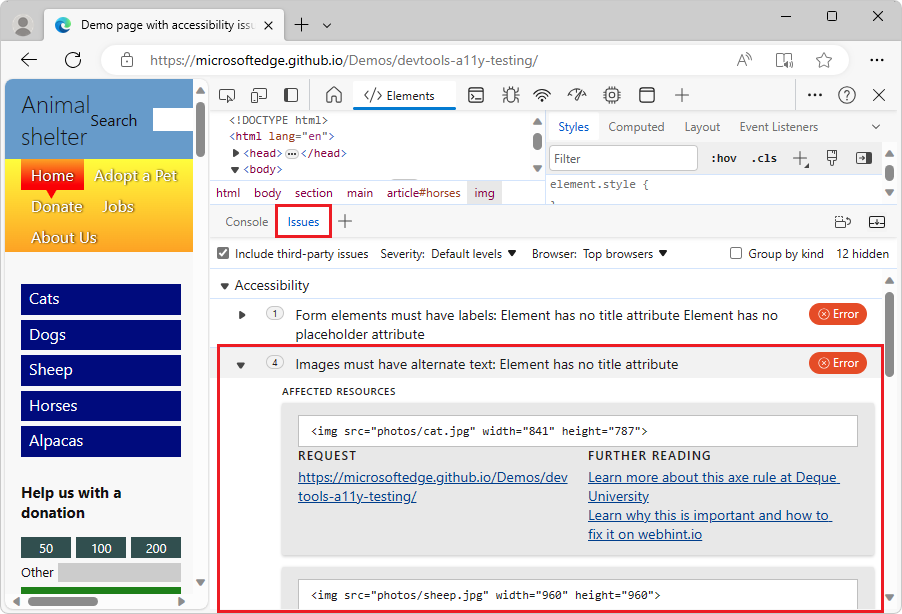 Demo page with accessibility issu
https://microsoftedge.github.io/Demos/devtools-a11y-testing/
Animal
shelter
Search
Home
Adopt a Pet
Donate
Jobs
About Us
Cats
Dogs
Sheep
Horses
Alpacas
Help us with a
donation
50 100 200
Other
</> Elements
<!DOCTYPE html>
<html lang="en">
<head> … </head>
<body>
html body section main article#horses img
Styles Computed Layout Event Listeners
Filter :hov .cls
element.style {
Console Issues
Include third-party issues Severity: Default levels Browser: Top browsers Group by kind 12 hidden
Accessibility
1 Form elements must have labels: Element has no title attribute Element has no
placeholder attribute
Error
4 Images must have alternate text: Element has no title attribute
Error
AFFECTED RESOURCES
<img src="photos/cat.jpg" width="841" height="787">
REQUEST
https://microsoftedge.github.io/Demos/dev
tools-a11y-testing/
FURTHER READING
Learn more about this axe rule at Deque
University
Learn why this is important and how to
fix it on webhint.io
<img src="photos/sheep.jpg" width="960" height="960">